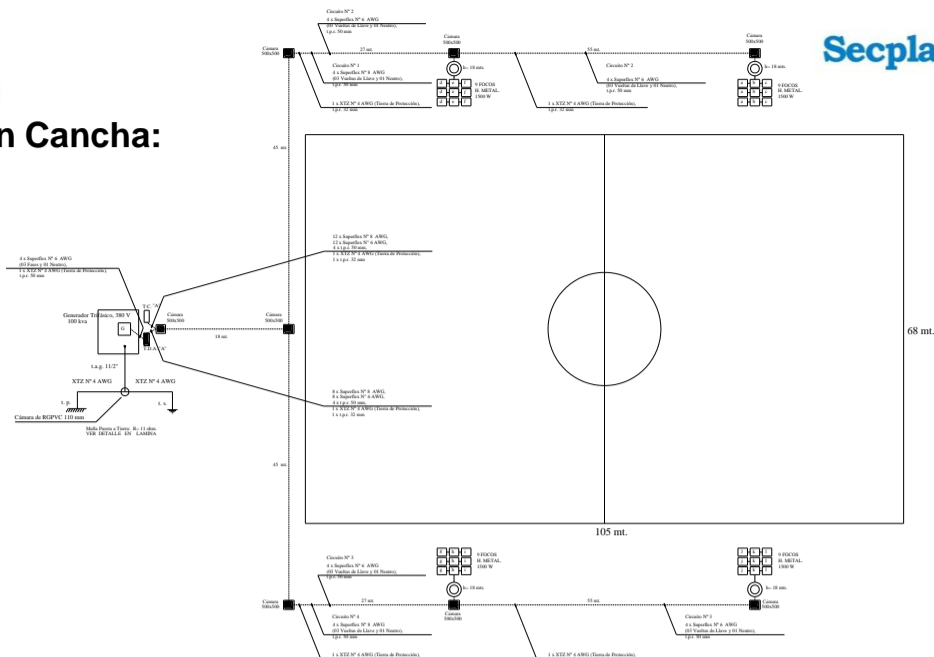 Secpla
n Cancha:
Circuito Nº 2
4 x Superflex Nº 6 AWG
(03 Vueltas de Llave y 01 Neutro),
t.p.r. 50 mm
Cámara
500x500
27 mt.
Cámara
500x500
55 mt.
Cámara
500x500
Circuito Nº 1
4 x Superflex Nº 8 AWG
(03 Vueltas de Llave y 01 Neutro),
t.p.r. 50 mm
1 x XTZ Nº 4 AWG (Tierra de Protección),
t.p.r. 32 mm
h= 18 mts.
9 FOCOS
H. METAL.
1500 W
Circuito Nº 2
4 x Superflex Nº 6 AWG
(03 Vueltas de Llave y 01 Neutro),
t.p.r. 50 mm
1 x XTZ Nº 4 AWG (Tierra de Protección),
t.p.r. 32 mm
h= 18 mts.
9 FOCOS
H. METAL.
1500 W
45 mt.
12 x Superflex Nº 8 AWG,
12 x Superflex Nº 6 AWG,
4 x t.p.r. 50 mm,
1 x XTZ Nº 4 AWG (Tierra de Protección),
1 x t.p.r. 32 mm
4 x Superflex Nº 6 AWG
(03 Fases y 01 Neutro),
1 x XTZ Nº 4 AWG (Tierra de Protección),
t.p.r. 50 mm
Generador Trifásico, 380 V
100 kva
G
T.C. "A"
T.D.A. "A"
Cámara
500x500
18 mt.
Cámara
500x500
68 mt.
t.a.g. 11/2"
XTZ Nº 4 AWG
XTZ Nº 4 AWG
t. p.
t. s.
Cámara de RGPVC 110 mm
Malla Puesta a Tierra R= 11 ohm.
VER DETALLE EN LAMINA
8 x Superflex Nº 8 AWG,
8 x Superflex Nº 6 AWG,
4 x t.p.r. 50 mm,
1 x XTZ Nº 4 AWG (Tierra de Protección),
1 x t.p.r. 32 mm
45 mt.
105 mt.
Circuito Nº 3
4 x Superflex Nº 6 AWG
(03 Vueltas de Llave y 01 Neutro),
t.p.r. 50 mm
9 FOCOS
H. METAL.
1500 W
h= 18 mts.
9 FOCOS
H. METAL.
1500 W
h= 18 mts.
Cámara
500x500
27 mt.
Cámara
500x500
55 mt.
Cámara
500x500
Circuito Nº 4
4 x Superflex Nº 8 AWG
(03 Vueltas de Llave y 01 Neutro),
t.p.r. 50 mm
Circuito Nº 3
4 x Superflex Nº 6 AWG
(03 Vueltas de Llave y 01 Neutro),
t.p.r. 50 mm
1 x XTZ Nº 4 AWG (Tierra de Protección),
1 x XTZ Nº 4 AWG (Tierra de Protección),